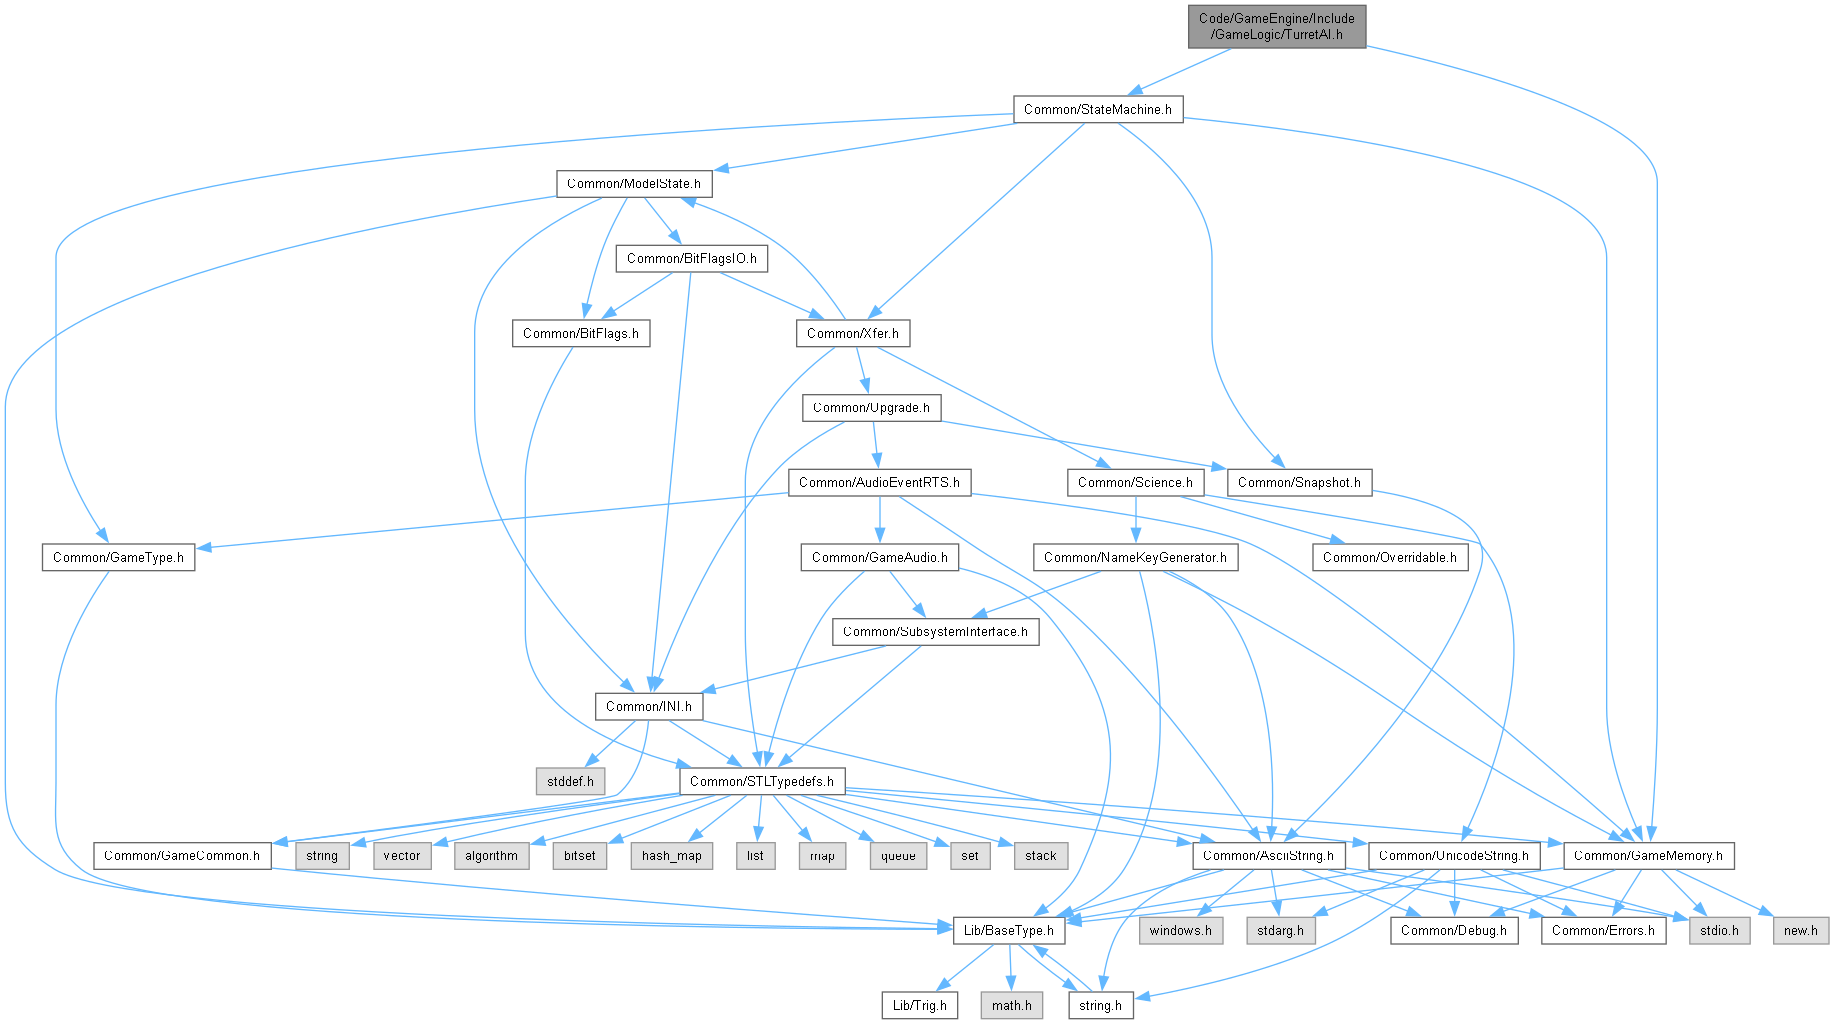 Code/GameEngine/Include
/GameLogic/TurretAI.h
Common/StateMachine.h
Common/ModelState.h
Common/BitFlagsIO.h
Common/BitFlags.h
Common/Xfer.h
Common/Upgrade.h
Common/AudioEventRTS.h
Common/Science.h
Common/Snapshot.h
Common/GameType.h
Common/GameAudio.h
Common/NameKeyGenerator.h
Common/Overridable.h
Common/SubsystemInterface.h
Common/INI.h
stddef.h
Common/STLTypedefs.h
Common/GameCommon.h
string
vector
algorithm
bitset
hash_map
list
map
queue
set
stack
Common/AsciiString.h
Common/UnicodeString.h
Common/GameMemory.h
Lib/BaseType.h
windows.h
stdarg.h
Common/Debug.h
Common/Errors.h
stdio.h
new.h
Lib/Trig.h
math.h
string.h